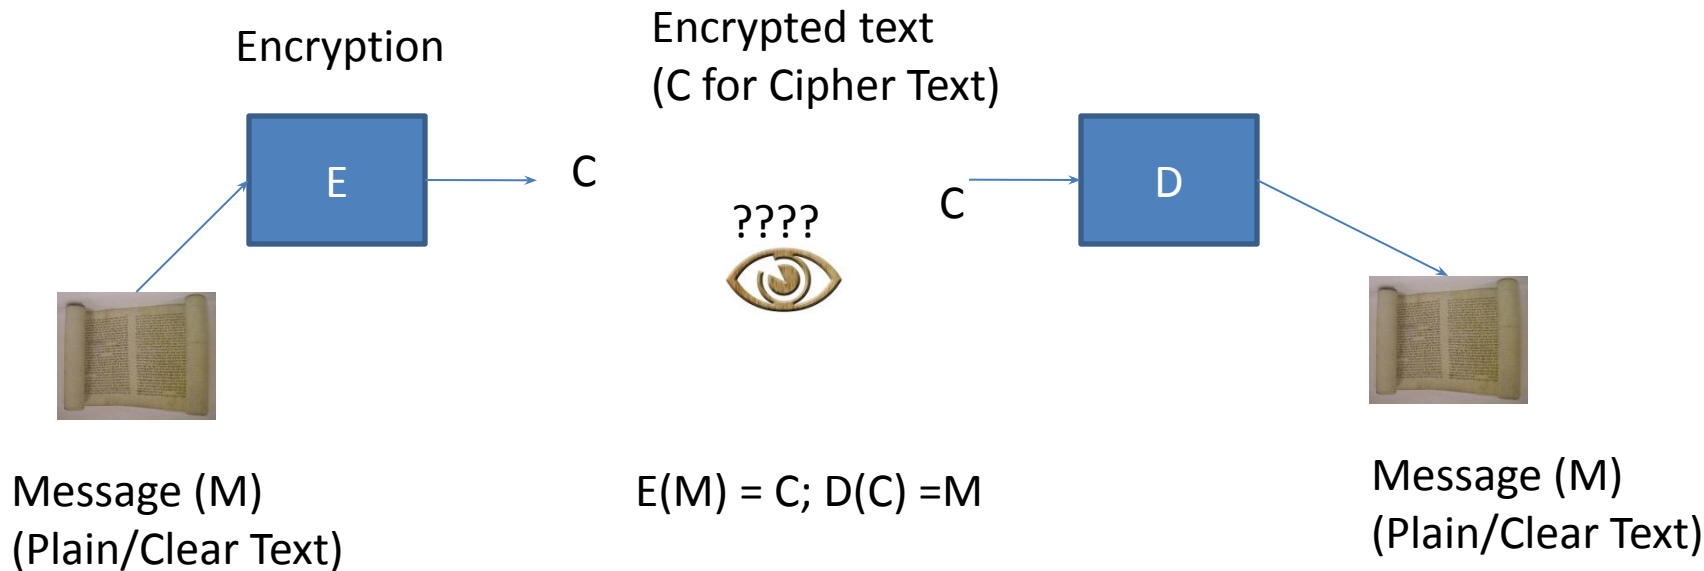 Encryption
Encrypted text
(C for Cipher Text)
E
C
????
C
D
Message (M)
(Plain/Clear Text)
E(M) = C; D(C) =M
Message (M)
(Plain/Clear Text)